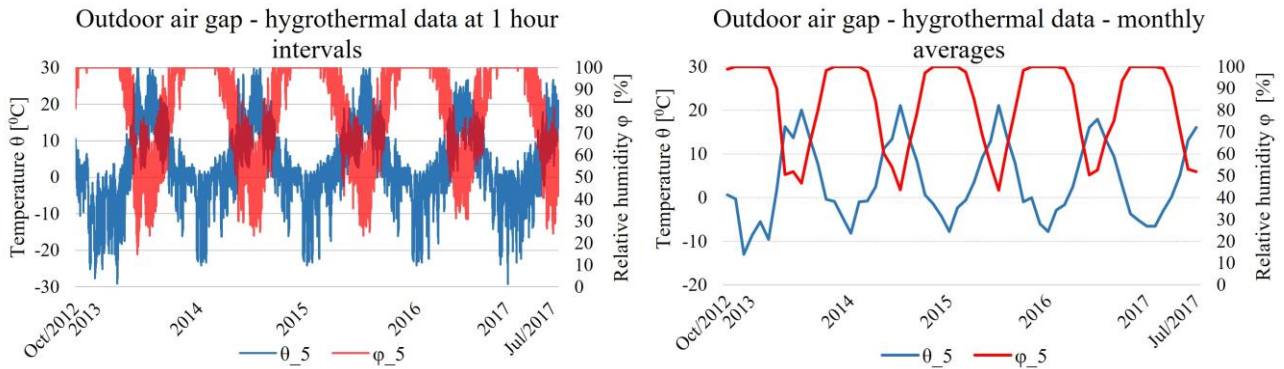 Outdoor air gap - hygrothermal data at 1 hour
intervals
Temperature θ [⁰C]
30
20
10
0
-10
-20
-30
100
90
80
70
60
50
40
30
20
10
0
Relative humidity φ [%]
Oct/2012
2013
2014
2015
2016
2017
Jul/2017
θ_5
φ_5
Outdoor air gap - hygrothermal data - monthly
averages
Temperature θ [⁰C]
30
20
10
0
-10
-20
100
90
80
70
60
50
40
30
20
10
0
Relative humidity φ [%]
Oct/2012
2013
2014
2015
2016
2017
Jul/2017
θ_5
φ_5